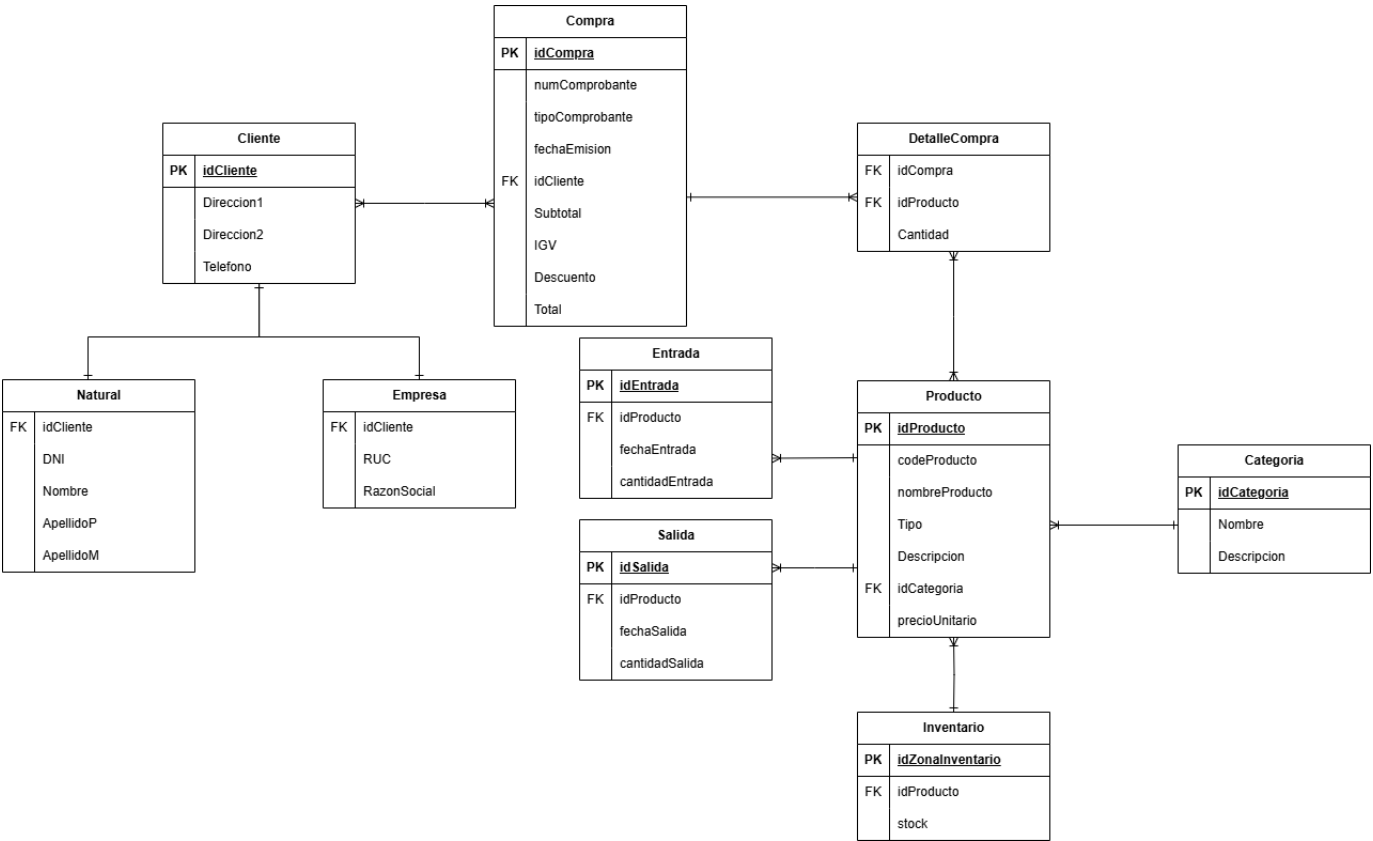 Compra
PK idCompra
numComprobante
tipoComprobante
fechaEmision
FK idCliente
Subtotal
IGV
Descuento
Total
Cliente
PK idCliente
Direccion1
Direccion2
Telefono
DetalleCompra
FK idCompra
FK idProducto
Cantidad
Natural
FK idCliente
DNI
Nombre
ApellidoP
ApellidoM
Empresa
FK idCliente
RUC
RazonSocial
Entrada
PK idEntrada
FK idProducto
fechaEntrada
cantidadEntrada
Salida
PK idSalida
FK idProducto
fechaSalida
cantidadSalida
Producto
PK idProducto
codeProducto
nombreProducto
Tipo
Descripcion
FK idCategoria
precioUnitario
Categoria
PK idCategoria
Nombre
Descripcion
Inventario
PK idZonaInventario
FK idProducto
stock